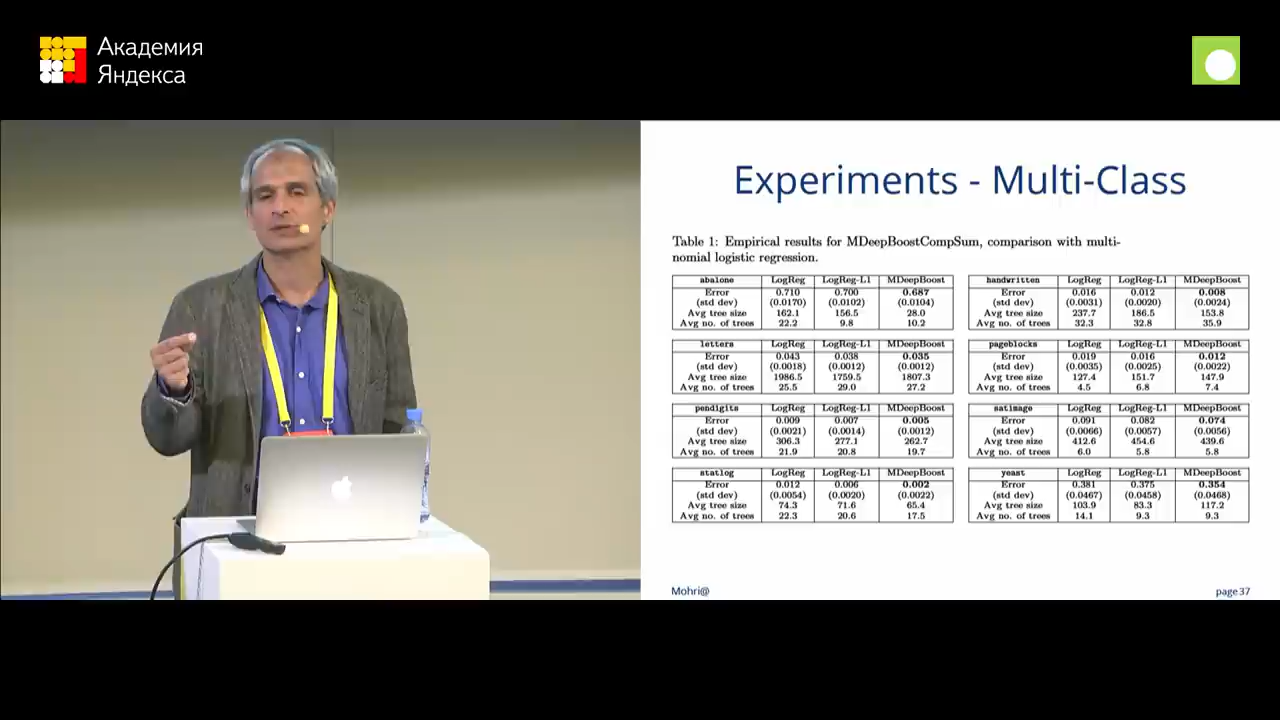 Академия
Яндекса
Experiments - Multi-Class
Table 1: Empirical results for MDeepBoostCompSum, comparison with multi-
nomial logistic regression.
abalone LogReg LogReg-L1 MDeepBoost
Error 0.710 0.700 0.687
(std dev) (0.0170) (0.0102) (0.0104)
Avg tree size 162.1 156.5 28.0
Avg no. of trees 22.2 9.8 10.2
handwritten LogReg LogReg-L1 MDeepBoost
Error 0.016 0.012 0.008
(std dev) (0.0031) (0.0020) (0.0024)
Avg tree size 237.7 186.5 153.8
Avg no. of trees 32.3 32.8 35.9
letters LogReg LogReg-L1 MDeepBoost
Error 0.043 0.038 0.035
(std dev) (0.0018) (0.0012) (0.0012)
Avg tree size 1986.5 1759.5 1807.3
Avg no. of trees 25.5 29.0 27.2
pageblocks LogReg LogReg-L1 MDeepBoost
Error 0.019 0.016 0.012
(std dev) (0.0035) (0.0025) (0.0022)
Avg tree size 127.4 151.7 147.9
Avg no. of trees 4.5 6.8 7.4
pendigits LogReg LogReg-L1 MDeepBoost
Error 0.009 0.007 0.005
(std dev) (0.0021) (0.0014) (0.0012)
Avg tree size 306.3 277.1 262.7
Avg no. of trees 21.9 20.8 19.7
satimage LogReg LogReg-L1 MDeepBoost
Error 0.091 0.082 0.074
(std dev) (0.0066) (0.0057) (0.0056)
Avg tree size 412.6 454.6 439.6
Avg no. of trees 6.0 5.8 5.8
statlog LogReg LogReg-L1 MDeepBoost
Error 0.012 0.006 0.002
(std dev) (0.0054) (0.0020) (0.0022)
Avg tree size 74.3 71.6 65.4
Avg no. of trees 22.3 20.6 17.5
yeast LogReg LogReg-L1 MDeepBoost
Error 0.381 0.375 0.354
(std dev) (0.0467) (0.0458) (0.0468)
Avg tree size 103.9 83.3 117.2
Avg no. of trees 14.1 9.3 9.3
Mohri@
page 37